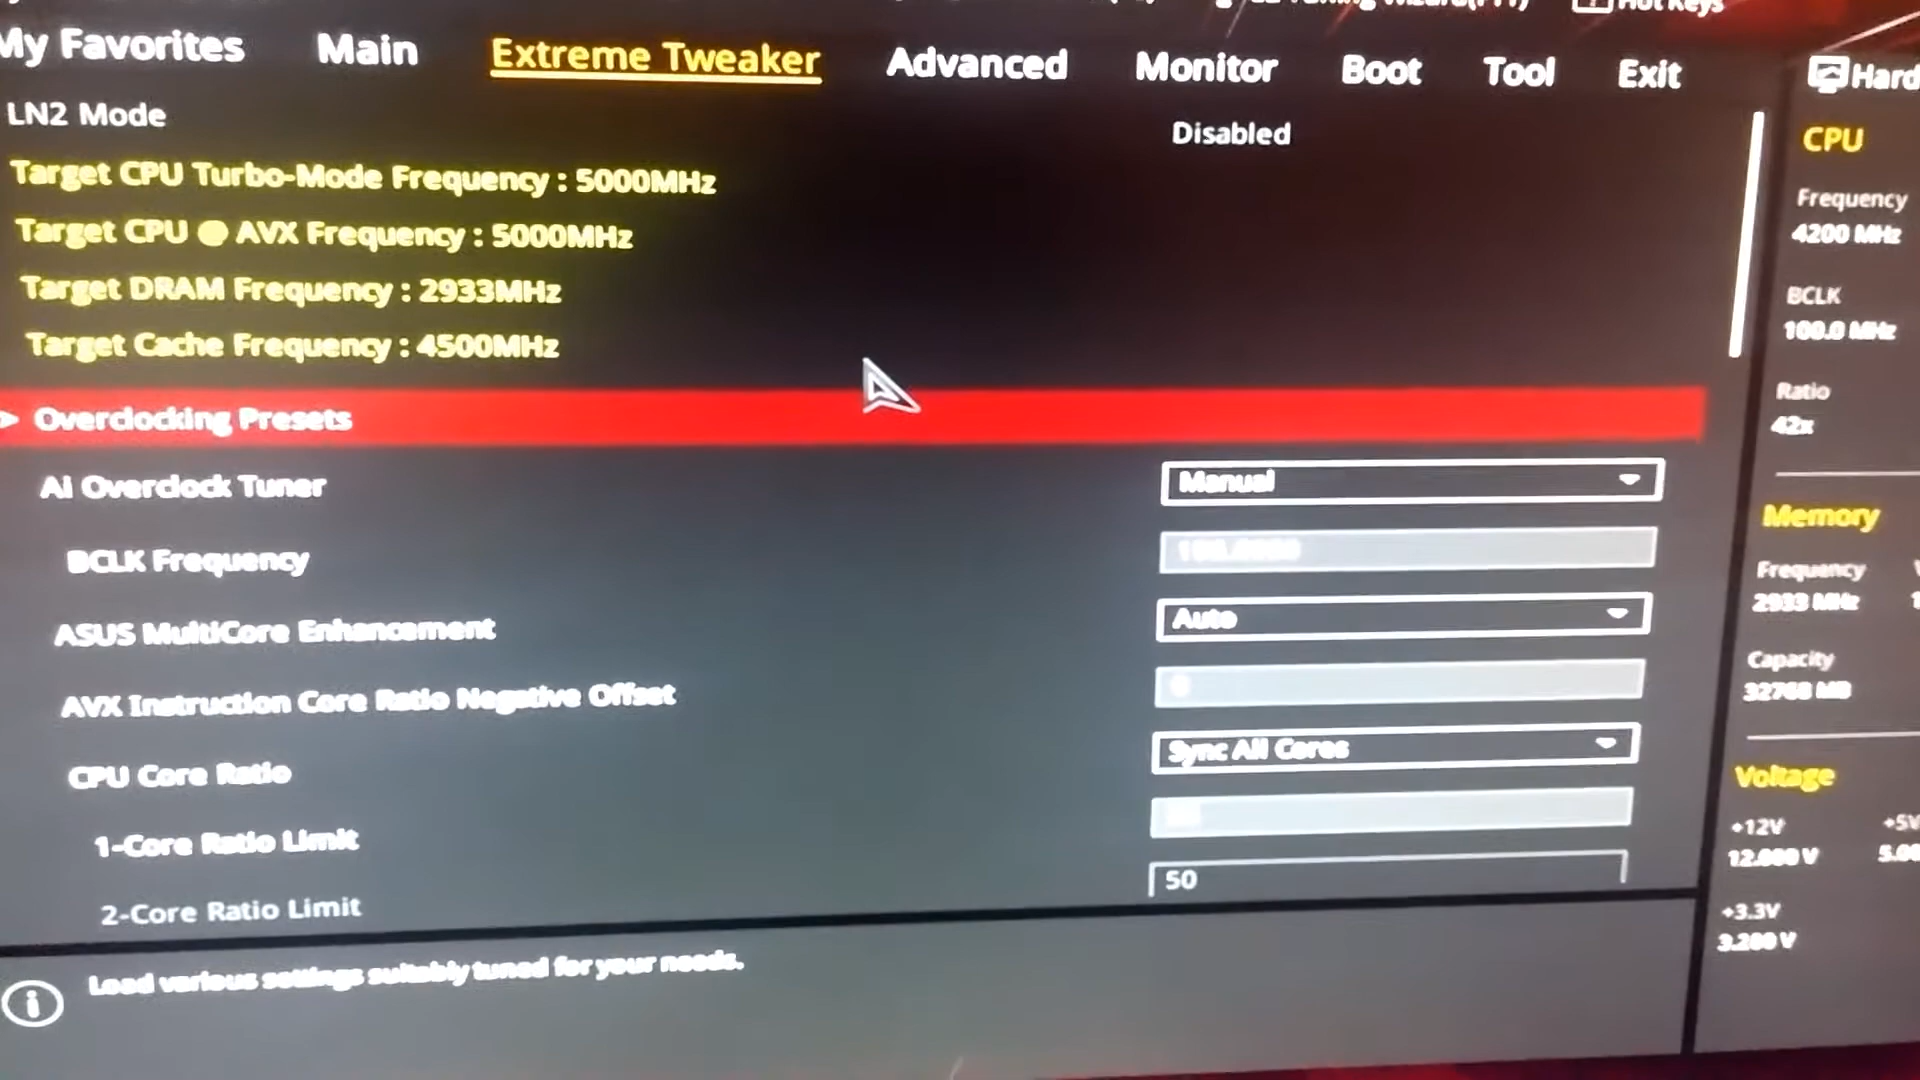 Hot Keys
My Favorites Main Extreme Tweaker Advanced Monitor Boot Tool Exit
LN2 Mode Disabled
Target CPU Turbo-Mode Frequency : 5000MHz
Target CPU @ AVX Frequency : 5000MHz
Target DRAM Frequency : 2933MHz
Target Cache Frequency : 4500MHz
> Overclocking Presets
Ai Overclock Tuner Manual
BCLK Frequency
ASUS MultiCore Enhancement Auto
AVX Instruction Core Ratio Negative Offset
CPU Core Ratio Sync All Cores
1-Core Ratio Limit
2-Core Ratio Limit 50
Load various settings suitably tuned for your needs.
Hard
CPU
Frequency
4200 MHz
BCLK
100.0 MHz
Ratio
42x
Memory
Frequency
2933 MHz
Capacity
32768 MB
Voltage
+12V +5V
12.000 V 5.00
+3.3V